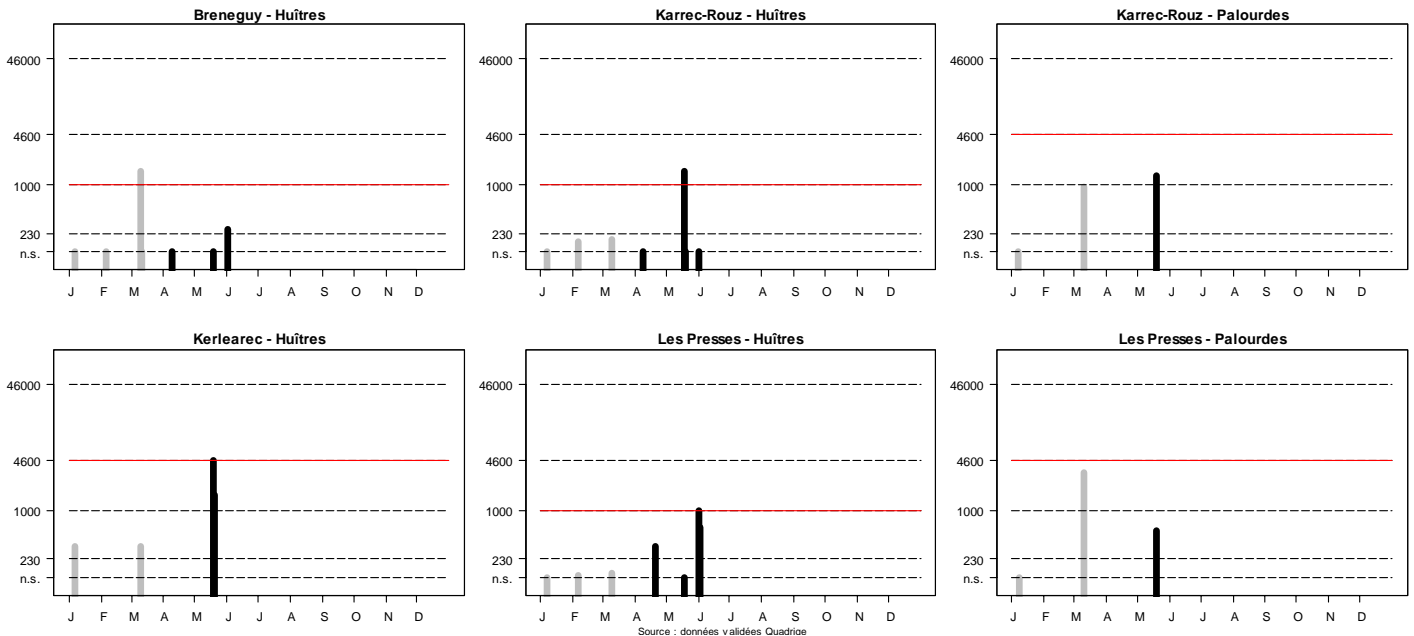 Breneguy - Huîtres
46000
4600
1000
230
n.s.
J F M A M J J A S O N D
Karrec-Rouz - Huîtres
46000
4600
1000
230
n.s.
J F M A M J J A S O N D
Karrec-Rouz - Palourdes
46000
4600
1000
230
n.s.
J F M A M J J A S O N D
Kerlearec - Huîtres
46000
4600
1000
230
n.s.
J F M A M J J A S O N D
Les Presses - Huîtres
46000
4600
1000
230
n.s.
J F M A M J J A S O N D
Les Presses - Palourdes
46000
4600
1000
230
n.s.
J F M A M J J A S O N D
Source : données validées Quadrige